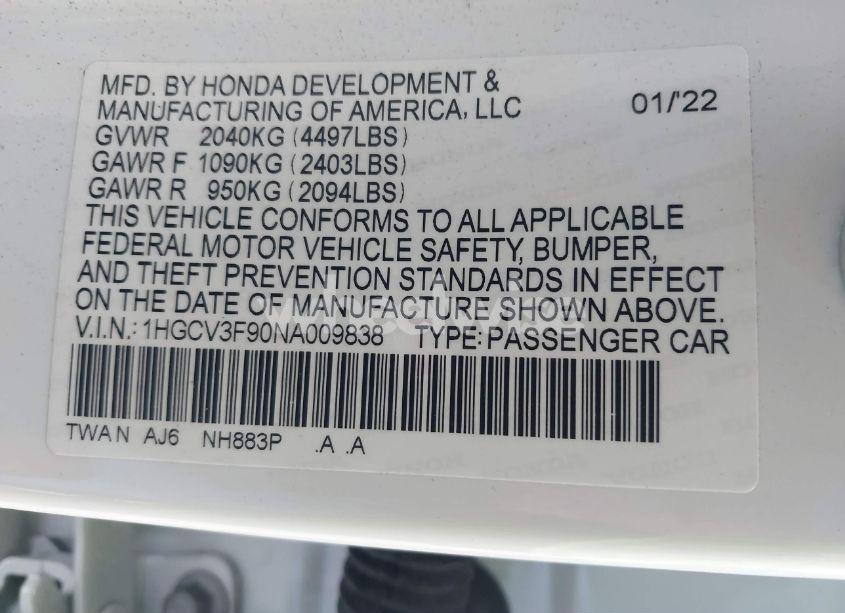 MFD. BY HONDA DEVELOPMENT &
MANUFACTURING OF AMERICA, LLC 01/'22
GVWR 2040KG (4497LBS)
GAWR F 1090KG (2403LBS)
GAWR R 950KG (2094LBS)
THIS VEHICLE CONFORMS TO ALL APPLICABLE
FEDERAL MOTOR VEHICLE SAFETY, BUMPER,
AND THEFT PREVENTION STANDARDS IN EFFECT
ON THE DATE OF MANUFACTURE SHOWN ABOVE.
V.I.N.: 1HGCV3F90NA009838 TYPE: PASSENGER CAR
TWA N AJ6 NH883P .A .A